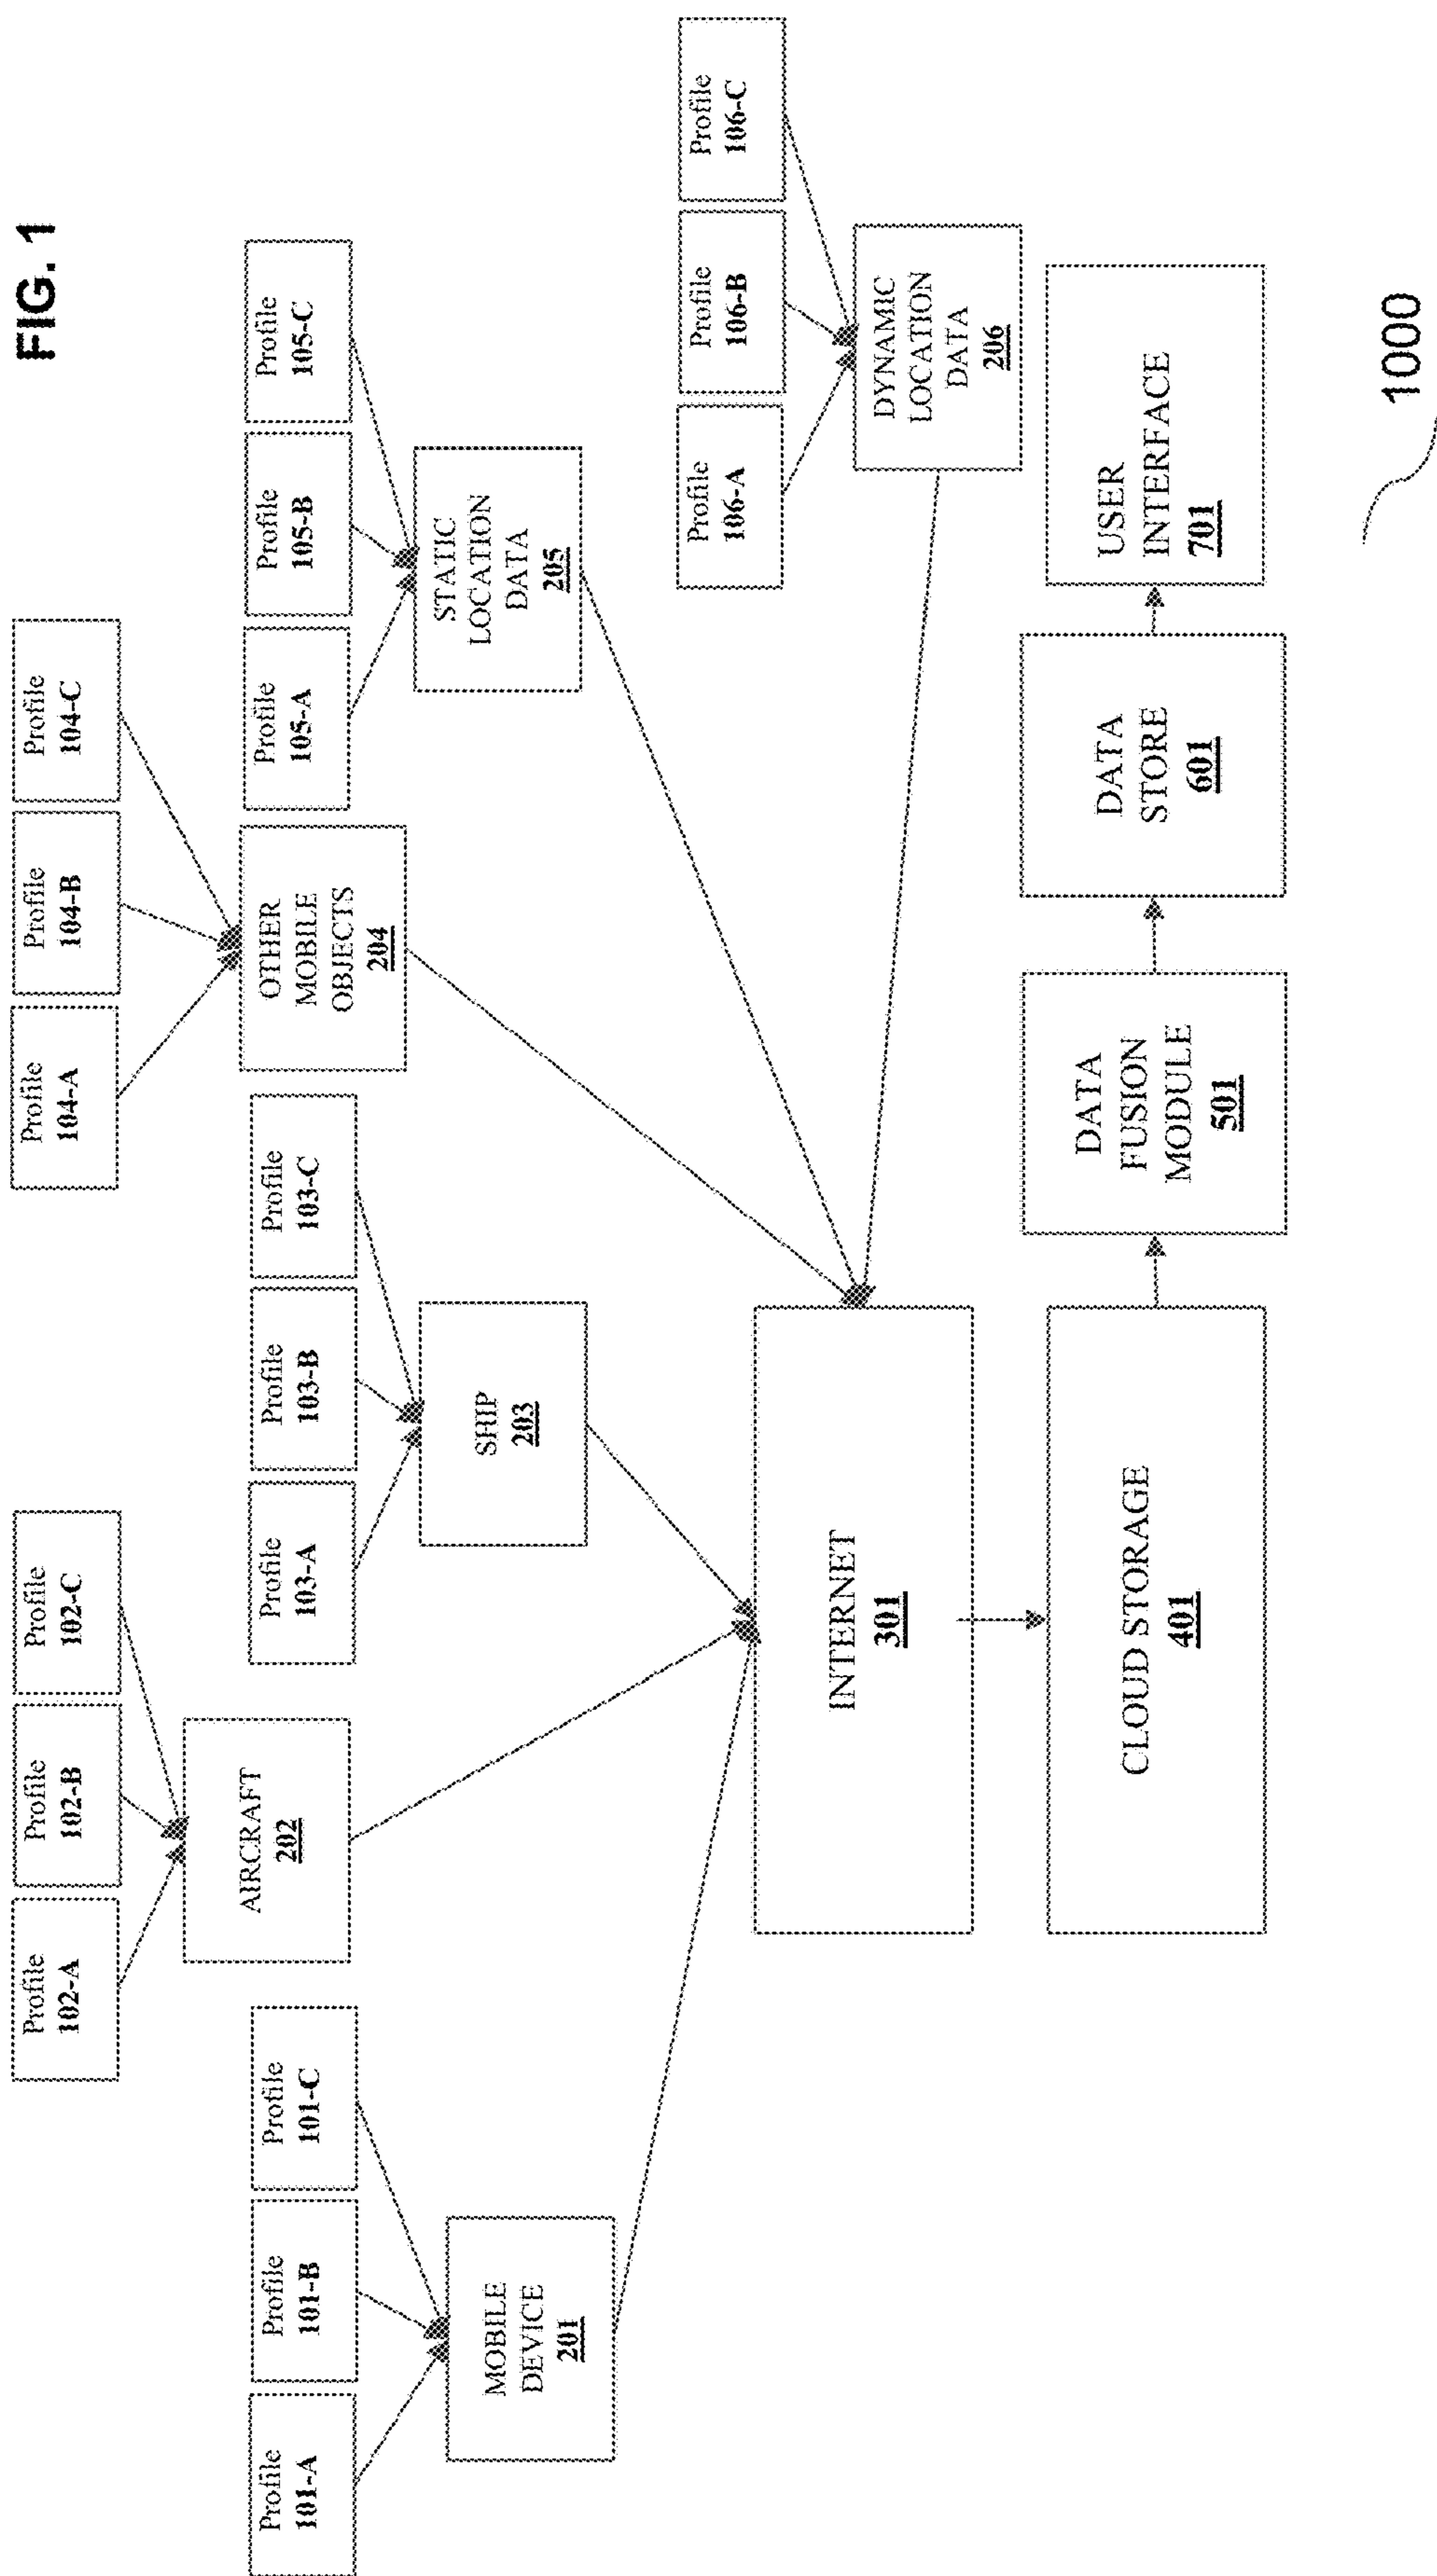 FIG. 1
Profile
102-A
Profile
102-B
Profile
102-C
Profile
104-A
Profile
104-B
Profile
104-C
Profile
101-A
Profile
101-B
Profile
101-C
AIRCRAFT
202
Profile
103-A
Profile
103-B
Profile
103-C
OTHER
MOBILE
OBJECTS
204
Profile
105-A
Profile
105-B
Profile
105-C
MOBILE
DEVICE
201
SHIP
203
STATIC
LOCATION
DATA
205
Profile
106-A
Profile
106-B
Profile
106-C
INTERNET
301
DYNAMIC
LOCATION
DATA
206
CLOUD STORAGE
401
DATA
FUSION
MODULE
501
DATA
STORE
601
USER
INTERFACE
701
1000